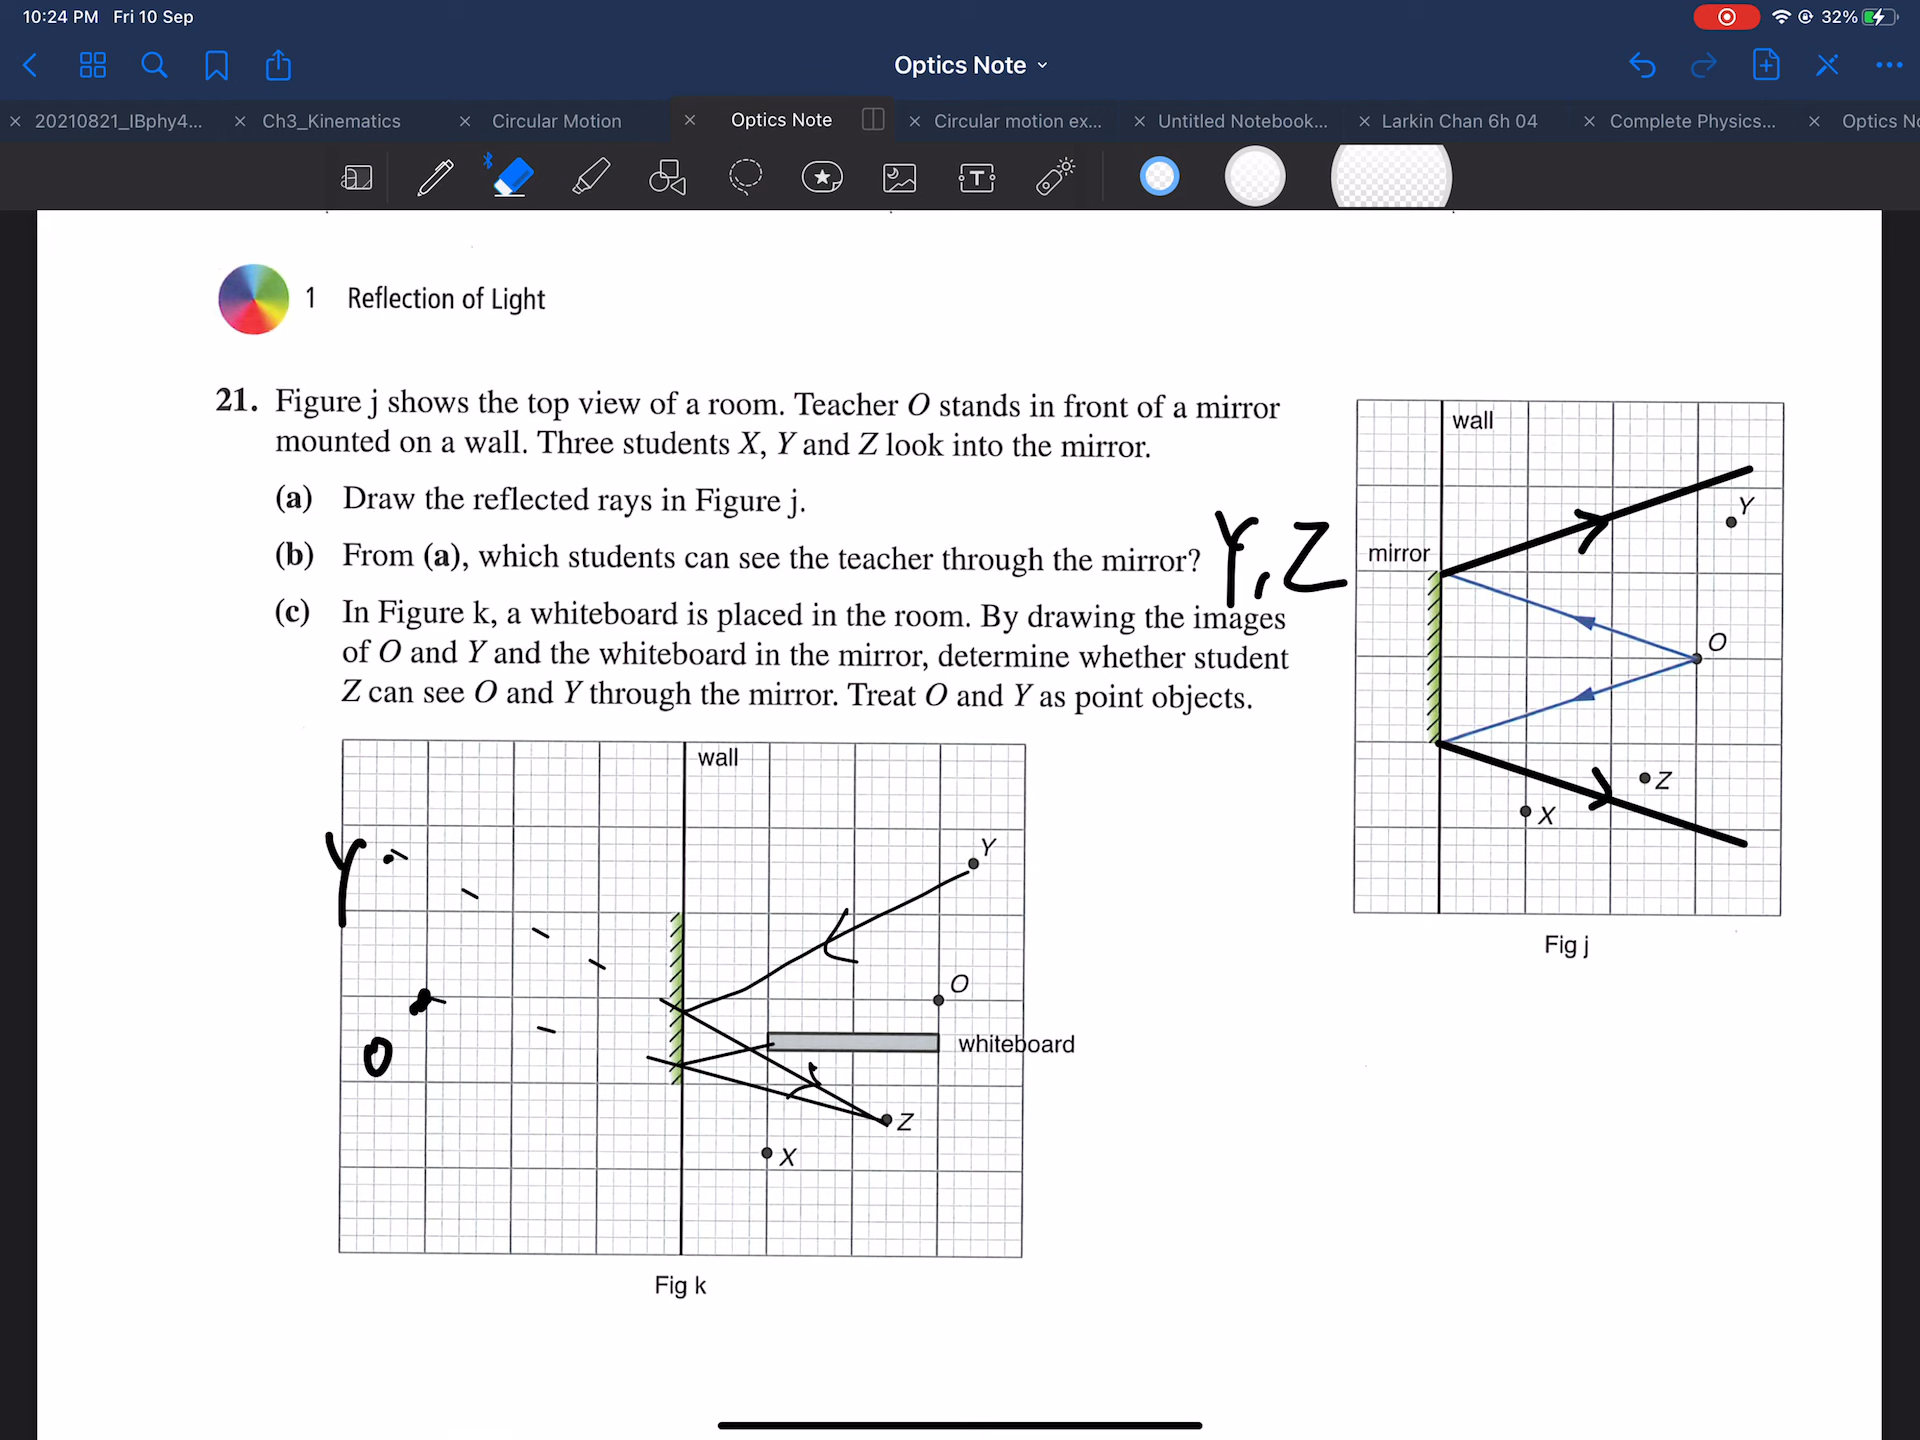 10:24 PM Fri 10 Sep
32%
Optics Note
20210821_IBphy4...
Ch3_Kinematics
Circular Motion
Optics Note
Circular motion ex...
Untitled Notebook...
Larkin Chan 6h 04
Complete Physics...
Optics No
1 Reflection of Light
21. Figure j shows the top view of a room. Teacher O stands in front of a mirror
mounted on a wall. Three students X, Y and Z look into the mirror.
(a) Draw the reflected rays in Figure j.
(b) From (a), which students can see the teacher through the mirror? Y, Z
(c) In Figure k, a whiteboard is placed in the room. By drawing the images
of O and Y and the whiteboard in the mirror, determine whether student
Z can see O and Y through the mirror. Treat O and Y as point objects.
wall
Y
mirror
O
Z
X
Fig j
wall
Y
Y
O
O
whiteboard
Z
X
Fig k